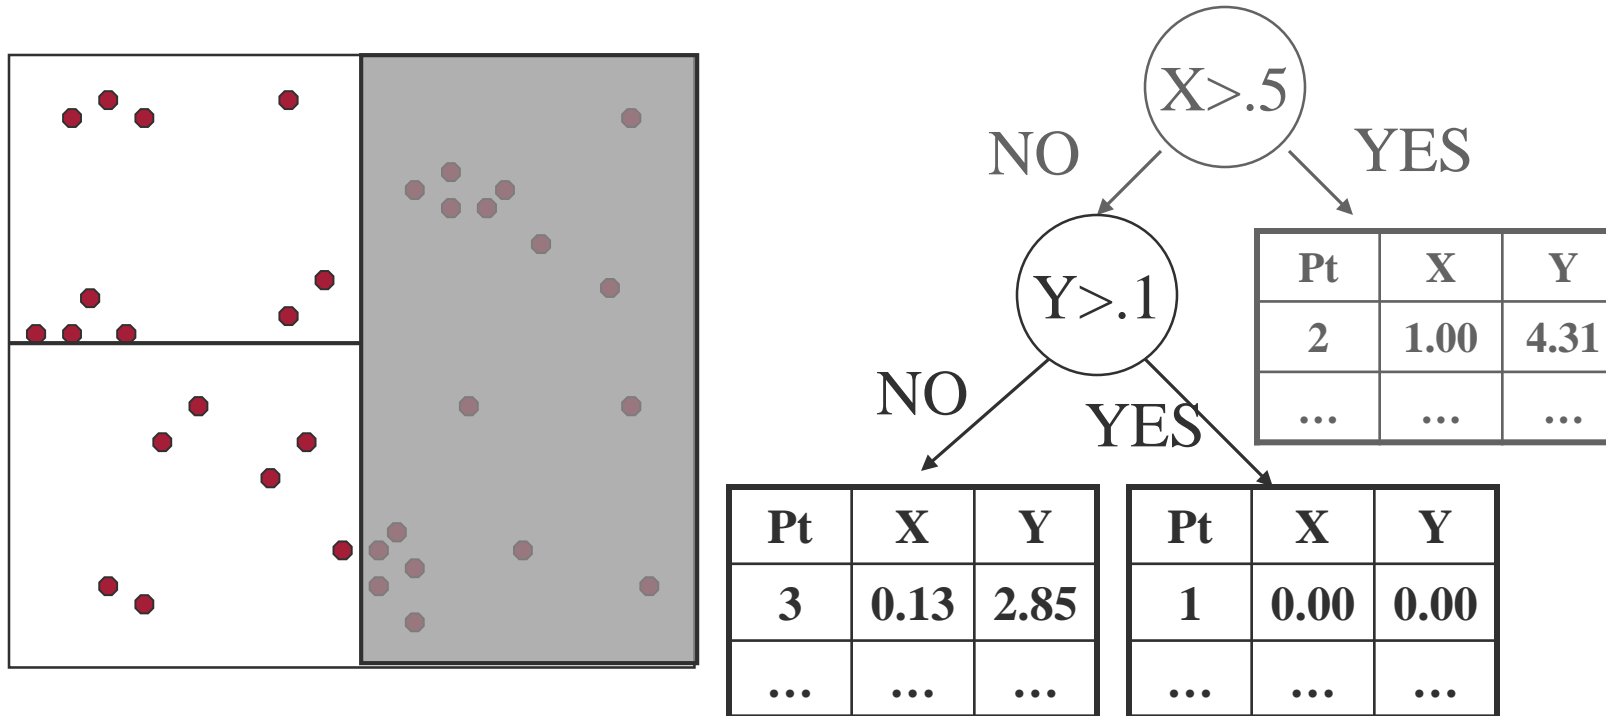 X>.5
NO
YES
Y>.1
Pt X Y
2 1.00 4.31
... ... ...
NO
YES
Pt X Y
3 0.13 2.85
... ... ...
Pt X Y
1 0.00 0.00
... ... ...